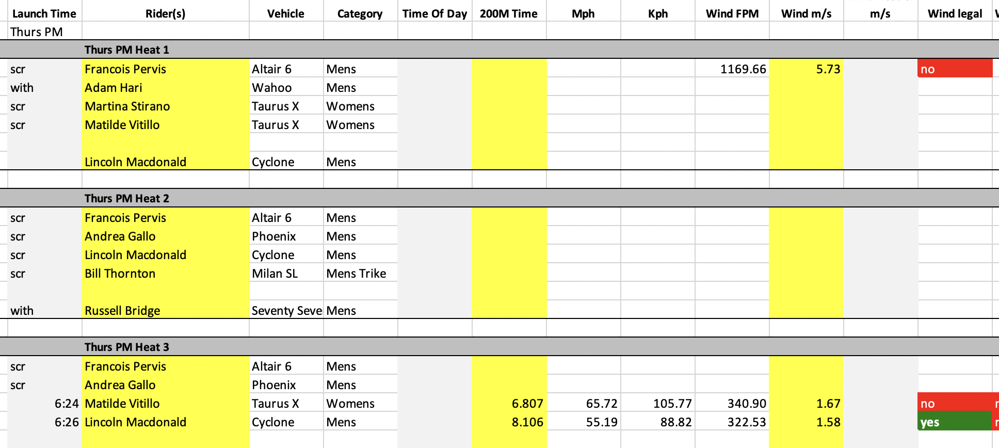 Launch Time Rider(s) Vehicle Category Time Of Day 200M Time Mph Kph Wind FPM Wind m/s m/s Wind legal
Thurs PM
Thurs PM Heat 1
scr Francois Pervis Altair 6 Mens 1169.66 5.73 no
with Adam Hari Wahoo Mens
scr Martina Stirano Taurus X Womens
scr Matilde Vitillo Taurus X Womens
Lincoln Macdonald Cyclone Mens
Thurs PM Heat 2
scr Francois Pervis Altair 6 Mens
scr Andrea Gallo Phoenix Mens
scr Lincoln Macdonald Cyclone Mens
scr Bill Thornton Milan SL Mens Trike
with Russell Bridge Seventy Seve Mens
Thurs PM Heat 3
scr Francois Pervis Altair 6 Mens
scr Andrea Gallo Phoenix Mens
6:24 Matilde Vitillo Taurus X Womens 6.807 65.72 105.77 340.90 1.67 no
6:26 Lincoln Macdonald Cyclone Mens 8.106 55.19 88.82 322.53 1.58 yes